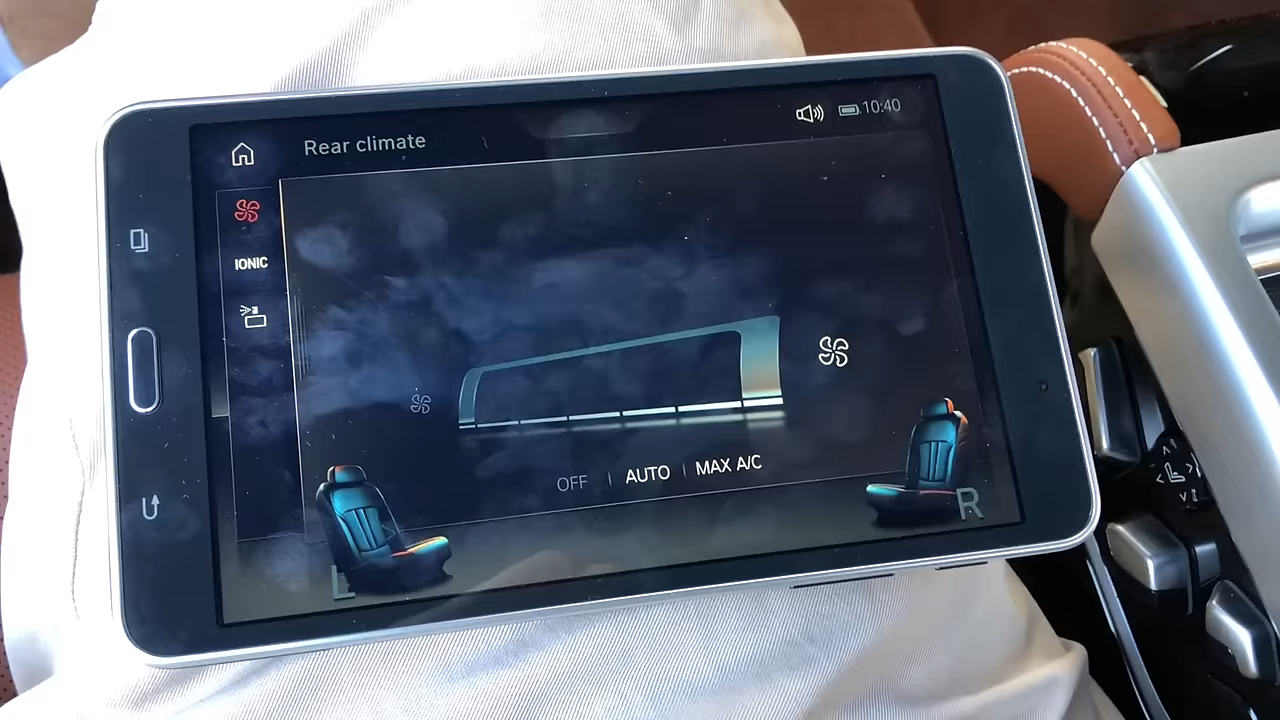 Rear climate
10:40
IONIC
OFF | AUTO | MAX A/C
L
R